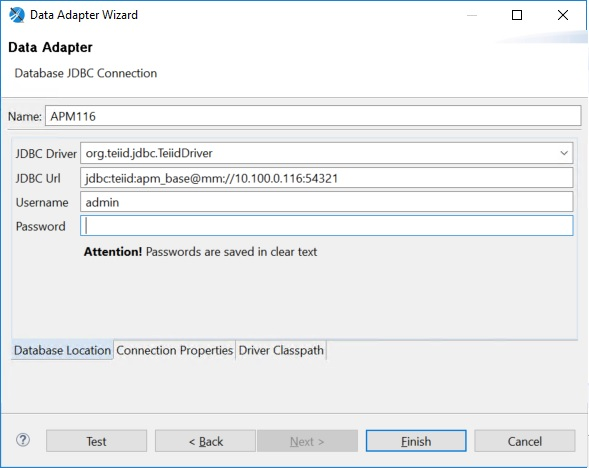 Data Adapter Wizard
Data Adapter
Database JDBC Connection
Name: APM116
JDBC Driver org.teiid.jdbc.TeiidDriver
JDBC Url jdbc:teiid:apm_base@mm://10.100.0.116:54321
Username admin
Password
Attention! Passwords are saved in clear text
Database Location Connection Properties Driver Classpath
? Test < Back Next > Finish Cancel